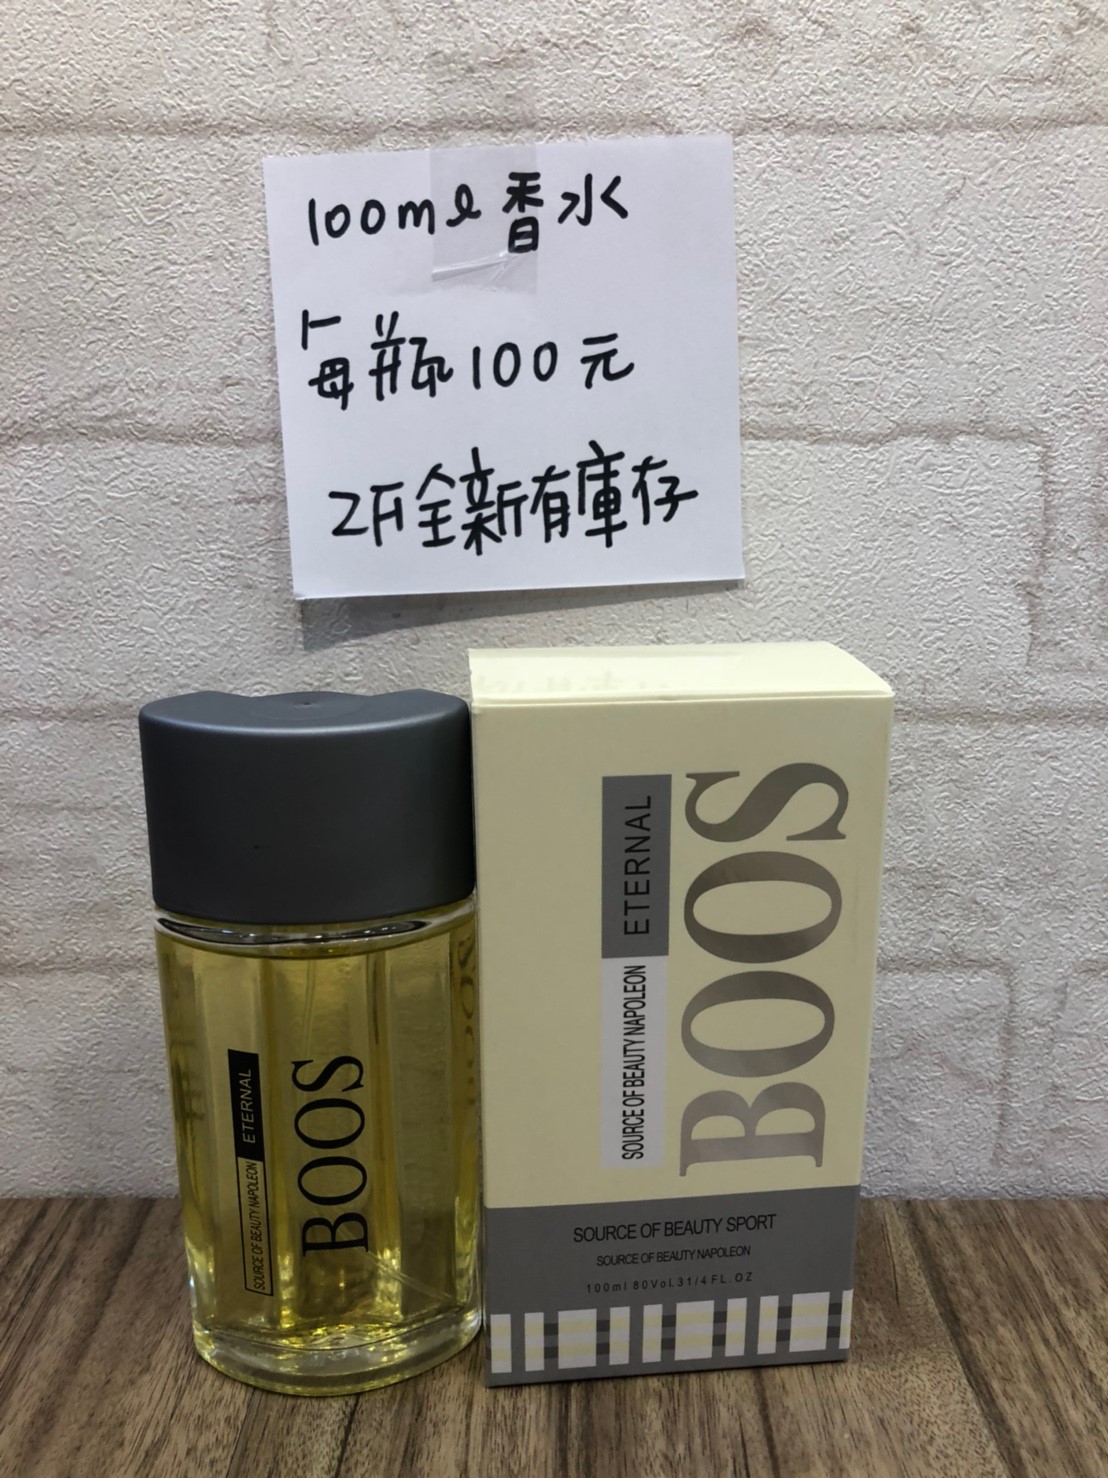 100ml香水
每瓶100元
2F全新有庫存
SOURCE OF BEAUTY NAPOLEON ETERNAL
BOOS
SOURCE OF BEAUTY NAPOLEON ETERNAL
BOOS
SOURCE OF BEAUTY SPORT
SOURCE OF BEAUTY NAPOLEON
100ml 80Vol.31/4FL.OZ